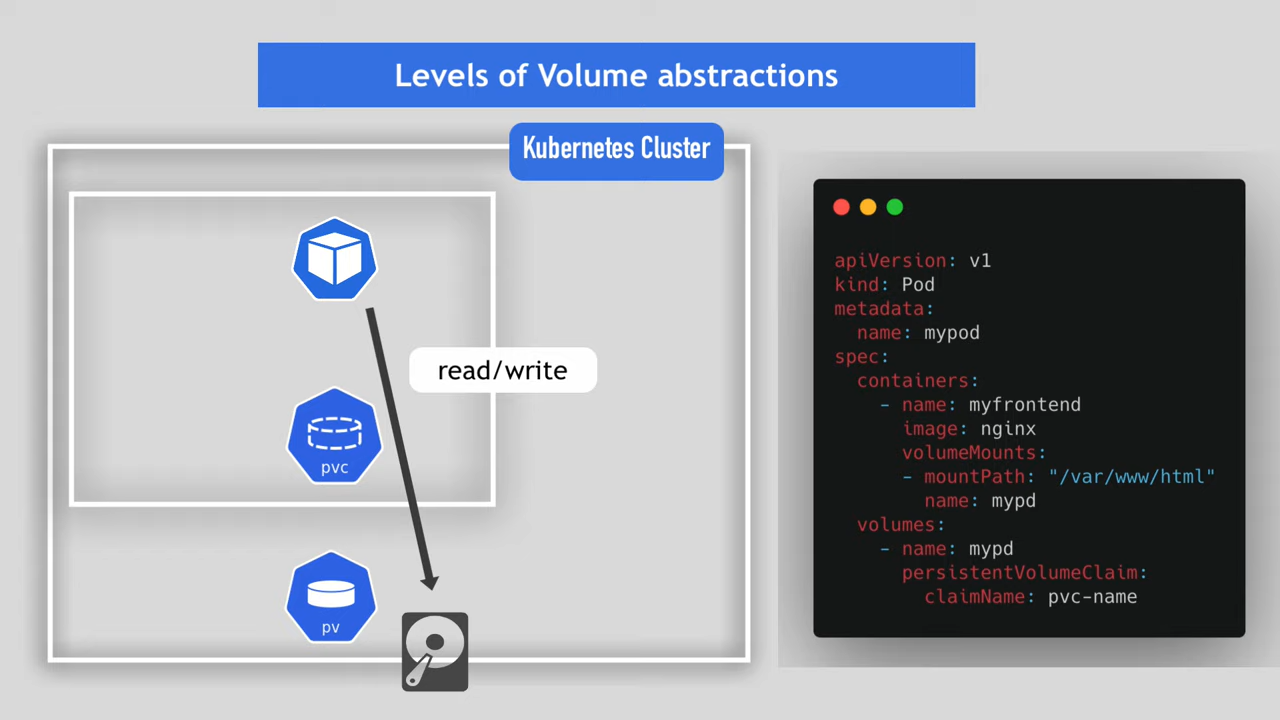 Levels of Volume abstractions
Kubernetes Cluster
read/write
pvc
pv
apiVersion: v1
kind: Pod
metadata:
  name: mypod
spec:
  containers:
    - name: myfrontend
      image: nginx
      volumeMounts:
      - mountPath: "/var/www/html"
        name: mypd
  volumes:
    - name: mypd
      persistentVolumeClaim:
        claimName: pvc-name